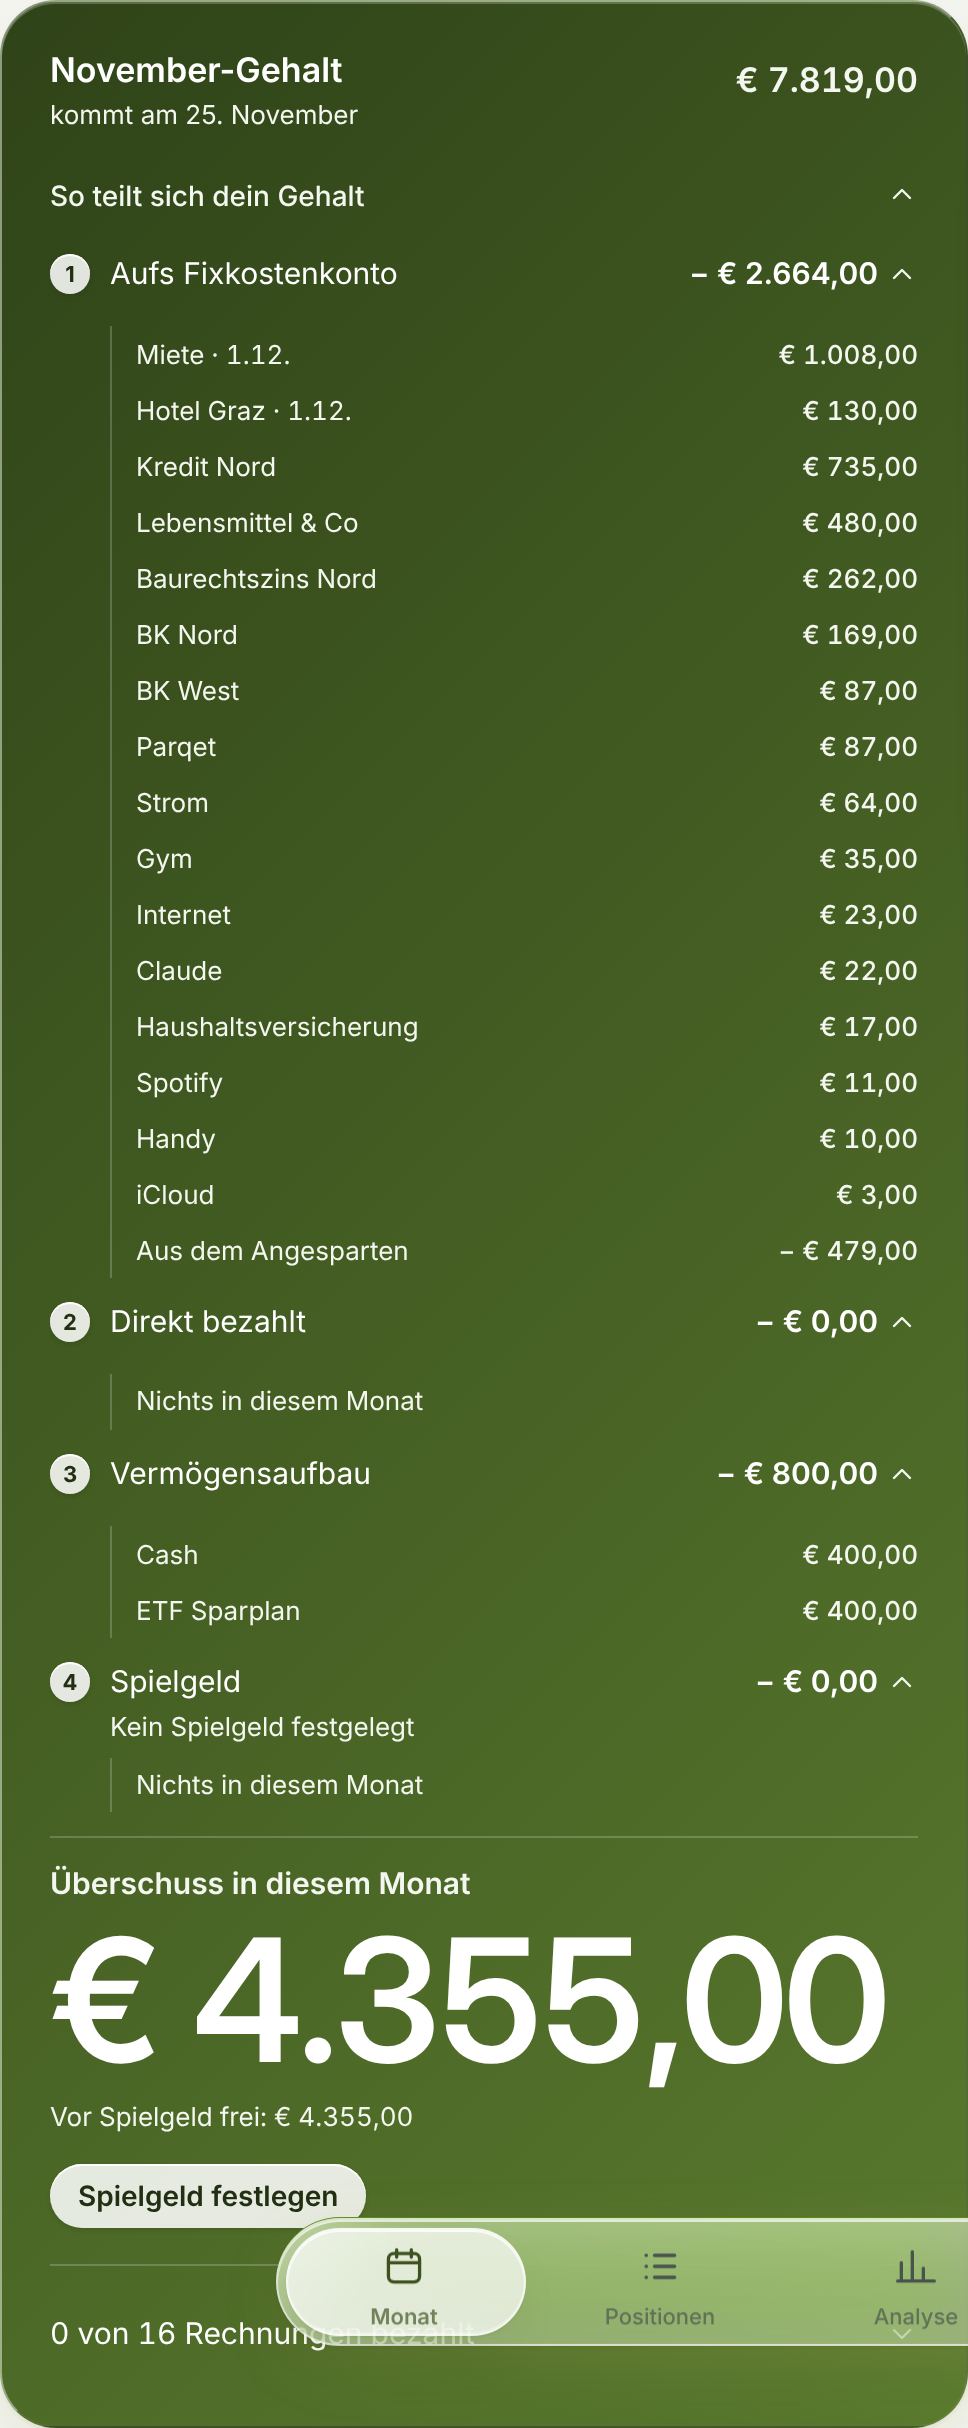 November-Gehalt
€ 7.819,00
kommt am 25. November
So teilt sich dein Gehalt
1 Aufs Fixkostenkonto – € 2.664,00
Miete · 1.12. € 1.008,00
Hotel Graz · 1.12. € 130,00
Kredit Nord € 735,00
Lebensmittel & Co € 480,00
Baurechtszins Nord € 262,00
BK Nord € 169,00
BK West € 87,00
Parqet € 87,00
Strom € 64,00
Gym € 35,00
Internet € 23,00
Claude € 22,00
Haushaltsversicherung € 17,00
Spotify € 11,00
Handy € 10,00
iCloud € 3,00
Aus dem Angesparten – € 479,00
2 Direkt bezahlt – € 0,00
Nichts in diesem Monat
3 Vermögensaufbau – € 800,00
Cash € 400,00
ETF Sparplan € 400,00
4 Spielgeld – € 0,00
Kein Spielgeld festgelegt
Nichts in diesem Monat
Überschuss in diesem Monat
€ 4.355,00
Vor Spielgeld frei: € 4.355,00
Spielgeld festlegen
Monat Positionen Analyse
0 von 16 Rechnungen bezahlt